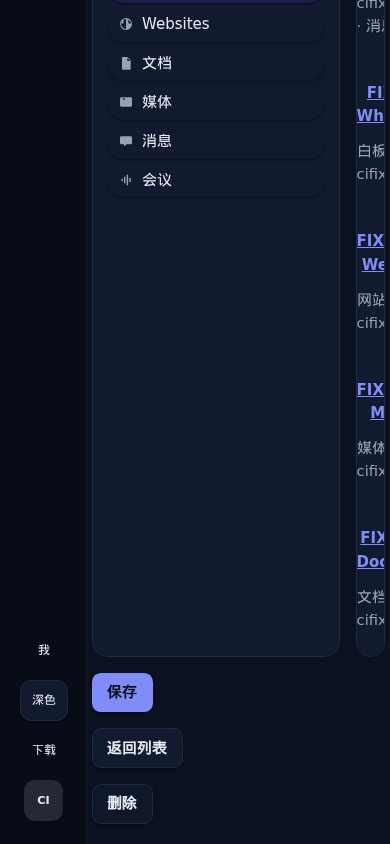 Websites
文档
媒体
消息
会议
· 消
FI
Wh
白板
cifix
FIX
We
网站
cifix
FIX
M
媒体
cifix
FIX
Doc
文档
cifix
我
深色
下载
CI
保存
返回列表
删除